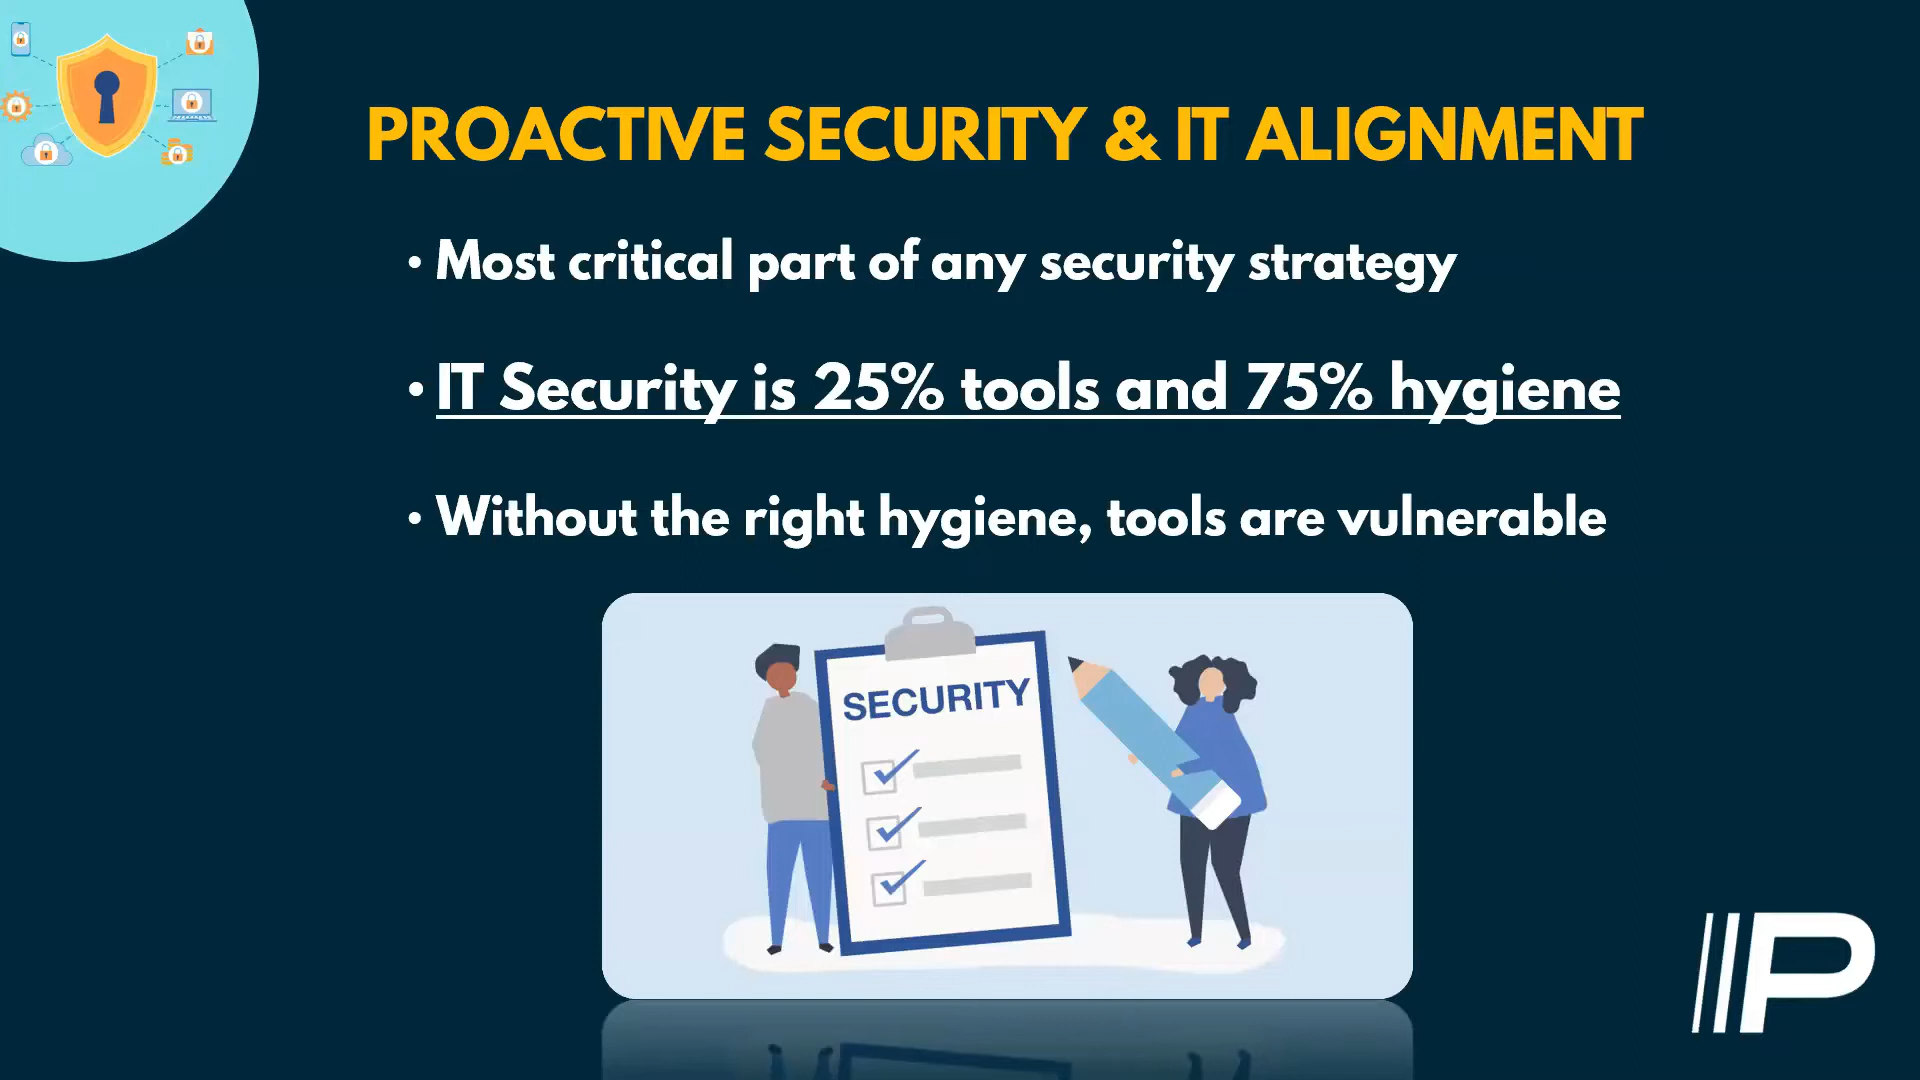 PROACTIVE SECURITY & IT ALIGNMENT
• Most critical part of any security strategy
• IT Security is 25% tools and 75% hygiene
• Without the right hygiene, tools are vulnerable
SECURITY
P